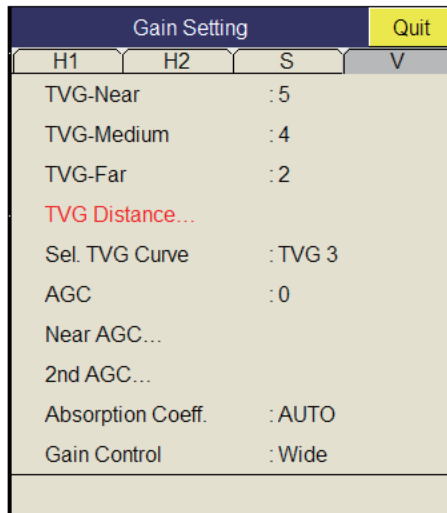 Gain Setting Quit
H1 H2 S V
TVG-Near : 5
TVG-Medium : 4
TVG-Far : 2
TVG Distance...
Sel. TVG Curve : TVG 3
AGC : 0
Near AGC...
2nd AGC...
Absorption Coeff. : AUTO
Gain Control : Wide